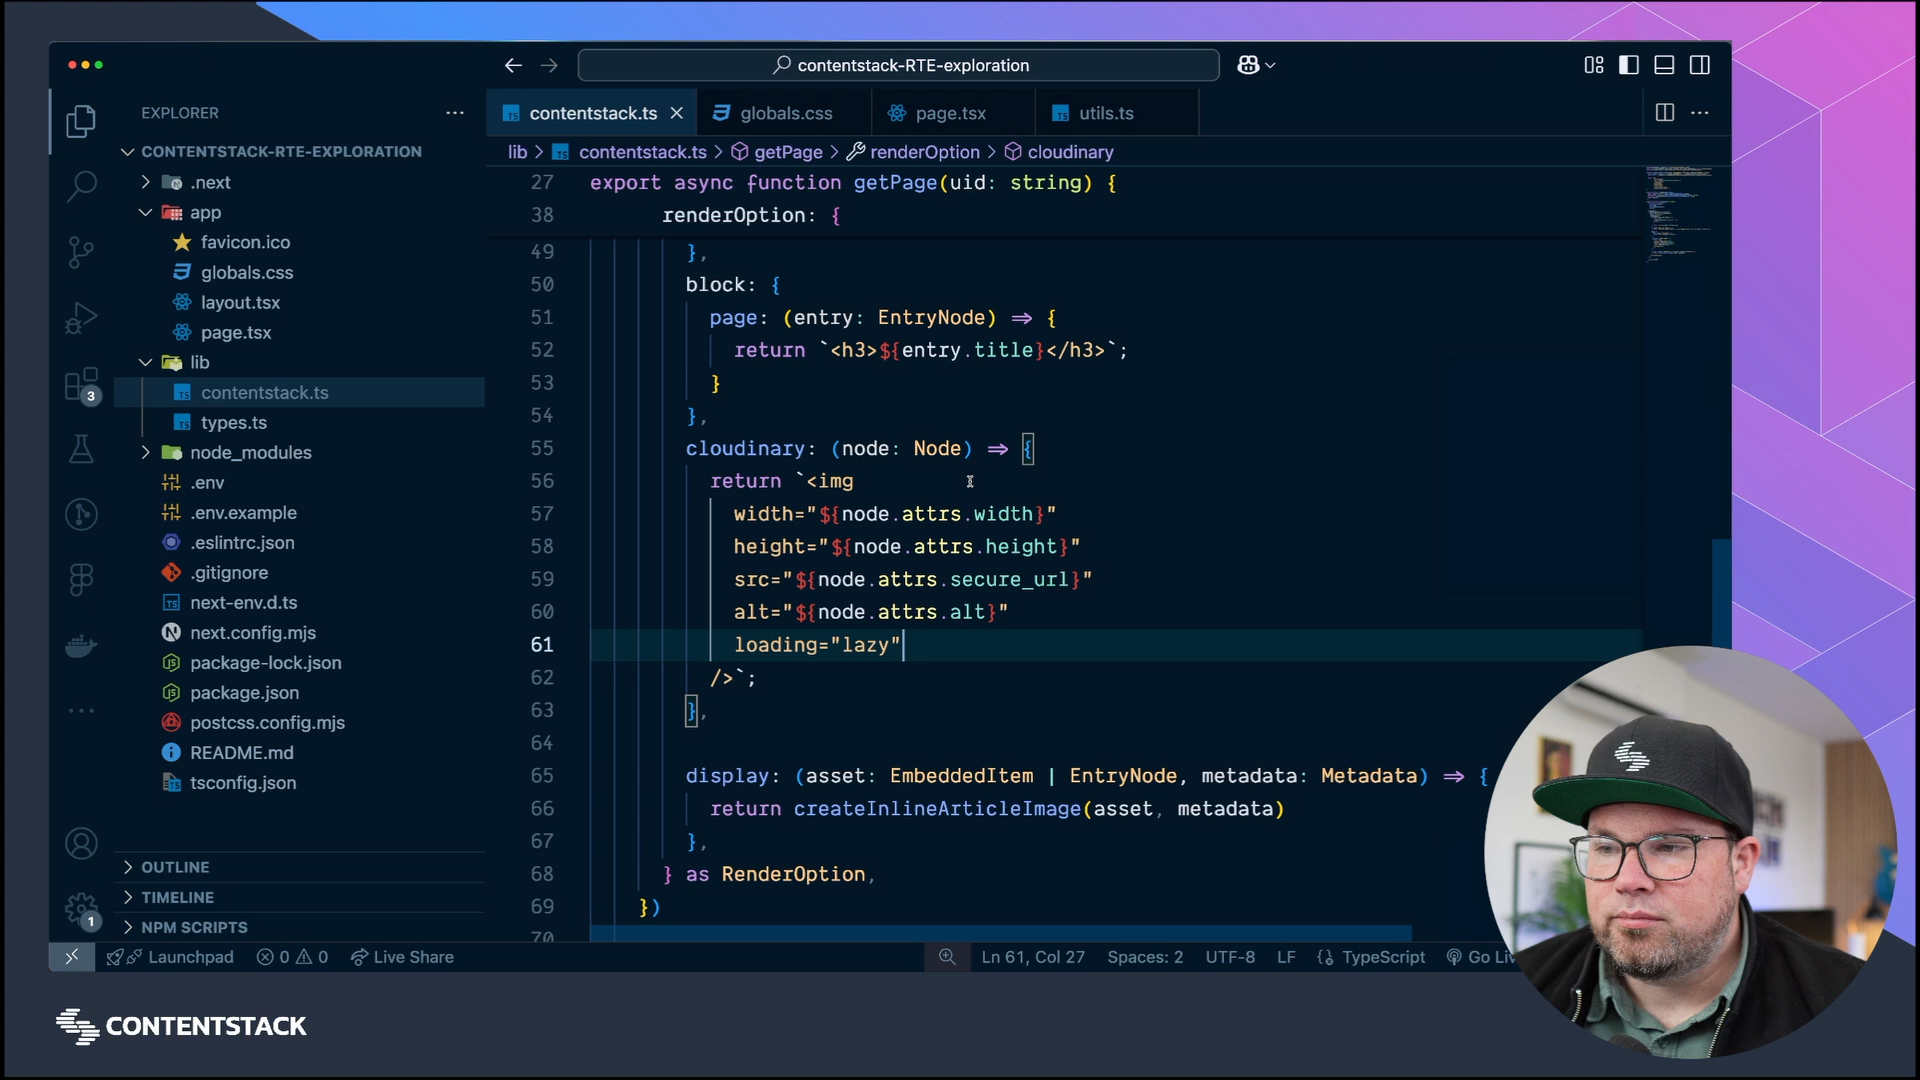 contentstack-RTE-exploration
EXPLORER
CONTENTSTACK-RTE-EXPLORATION
.next
app
favicon.ico
globals.css
layout.tsx
page.tsx
lib
contentstack.ts
types.ts
node_modules
.env
.env.example
.eslintrc.json
.gitignore
next-env.d.ts
next.config.mjs
package-lock.json
package.json
postcss.config.mjs
README.md
tsconfig.json
OUTLINE
TIMELINE
NPM SCRIPTS
3
1
contentstack.ts globals.css page.tsx utils.ts
lib > contentstack.ts > getPage > renderOption > cloudinary
27 export async function getPage(uid: string) {
38 renderOption: {
49 },
50 block: {
51 page: (entry: EntryNode) => {
52 return `<h3>${entry.title}</h3>`;
53 }
54 },
55 cloudinary: (node: Node) => {
56 return `<img
57 width="${node.attrs.width}"
58 height="${node.attrs.height}"
59 src="${node.attrs.secure_url}"
60 alt="${node.attrs.alt}"
61 loading="lazy"
62 />`;
63 },
64
65 display: (asset: EmbeddedItem | EntryNode, metadata: Metadata) => {
66 return createInlineArticleImage(asset, metadata)
67 },
68 } as RenderOption,
69 })
70
Launchpad 0 0 Live Share Ln 61, Col 27 Spaces: 2 UTF-8 LF TypeScript Go
CONTENTSTACK